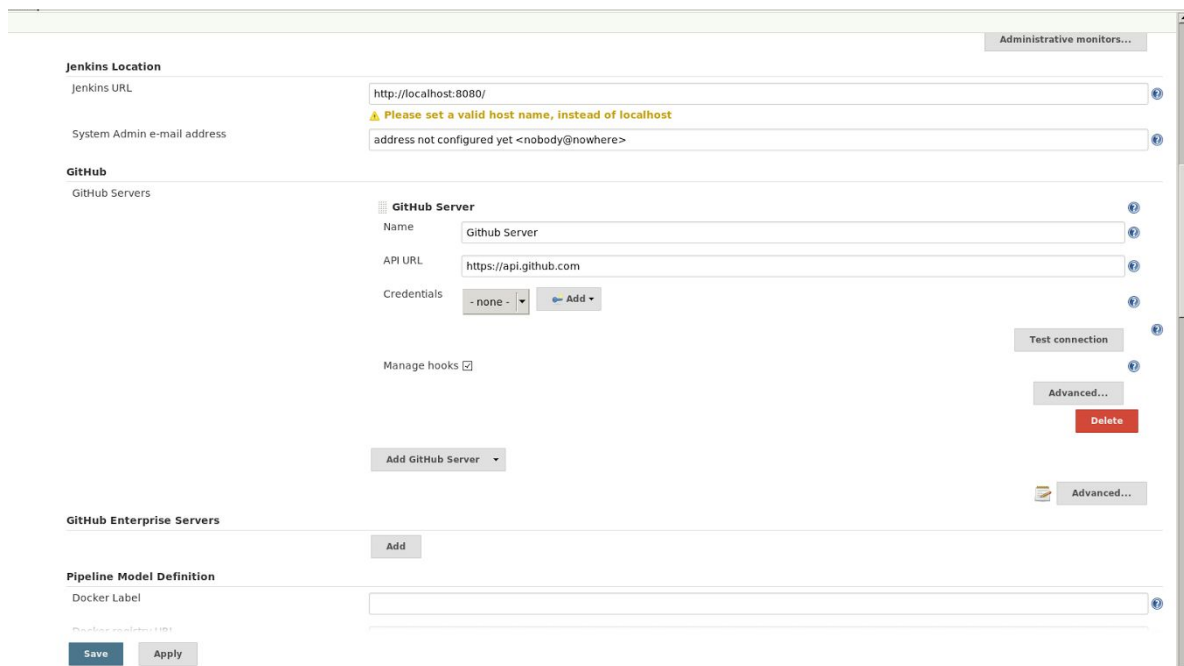 Administrative monitors...
Jenkins Location
Jenkins URL
http://localhost:8080/
Please set a valid host name, instead of localhost
System Admin e-mail address
address not configured yet <nobody@nowhere>
GitHub
GitHub Servers
GitHub Server
Name
Github Server
API URL
https://api.github.com
Credentials
- none -
Add
Test connection
Manage hooks
Advanced...
Delete
Add GitHub Server
Advanced...
GitHub Enterprise Servers
Add
Pipeline Model Definition
Docker Label
Docker registry URL
Save
Apply